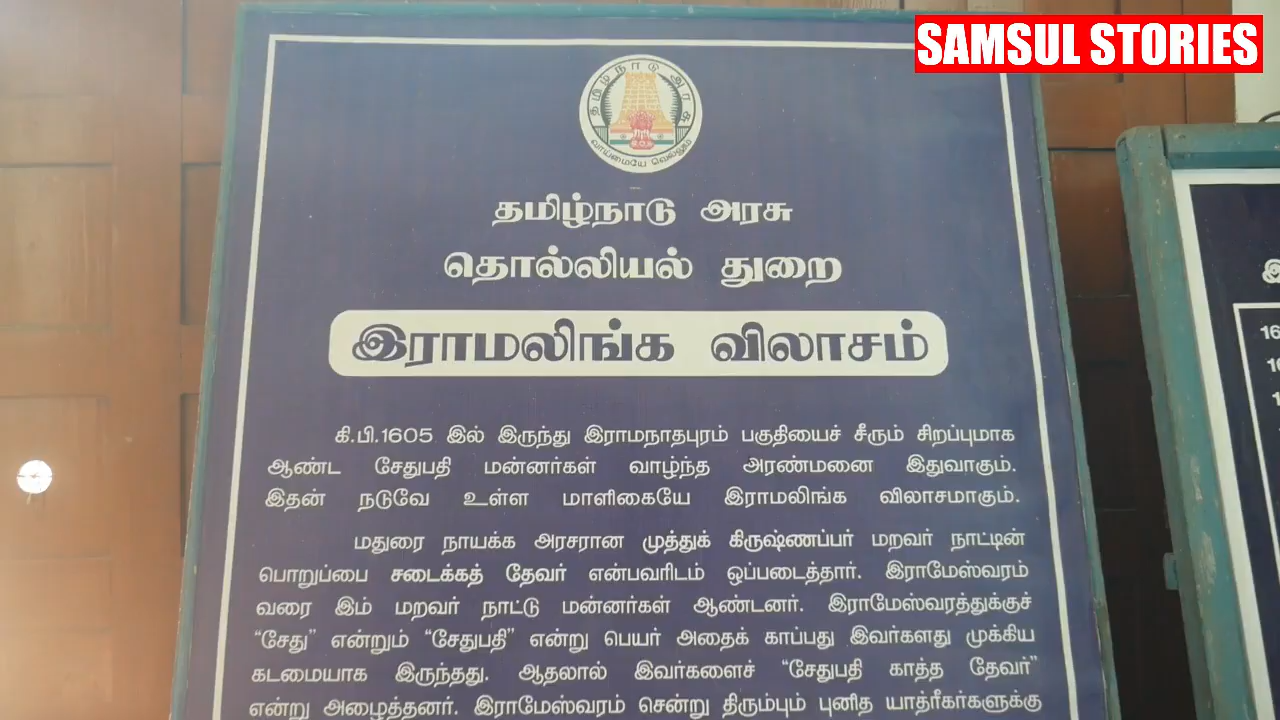 SAMSUL STORIES
தமிழ்நாடு அரசு
வாய்மையே வெல்லும்
தமிழ்நாடு அரசு
தொல்லியல் துறை
இராமலிங்க விலாசம்
கி.பி.1605 இல் இருந்து இராமநாதபுரம் பகுதியைச் சீரும் சிறப்புமாக
ஆண்ட சேதுபதி மன்னர்கள் வாழ்ந்த அரண்மனை இதுவாகும்.
இதன் நடுவே உள்ள மாளிகையே இராமலிங்க விலாசமாகும்.
மதுரை நாயக்க அரசரான முத்துக் கிருஷ்ணப்பர் மறவர் நாட்டின்
பொறுப்பை சடைக்கத் தேவர் என்பவரிடம் ஒப்படைத்தார். இராமேஸ்வரம்
வரை இம் மறவர் நாட்டு மன்னர்கள் ஆண்டனர். இராமேஸ்வரத்துக்குச்
“சேது” என்றும் “சேதுபதி” என்று பெயர் அதைக் காப்பது இவர்களது முக்கிய
கடமையாக இருந்தது. ஆதலால் இவர்களைச் “சேதுபதி காத்த தேவர்”
என்று அழைத்தனர். இராமேஸ்வரம் சென்று திரும்பும் புனித யாத்ரீகர்களுக்கு